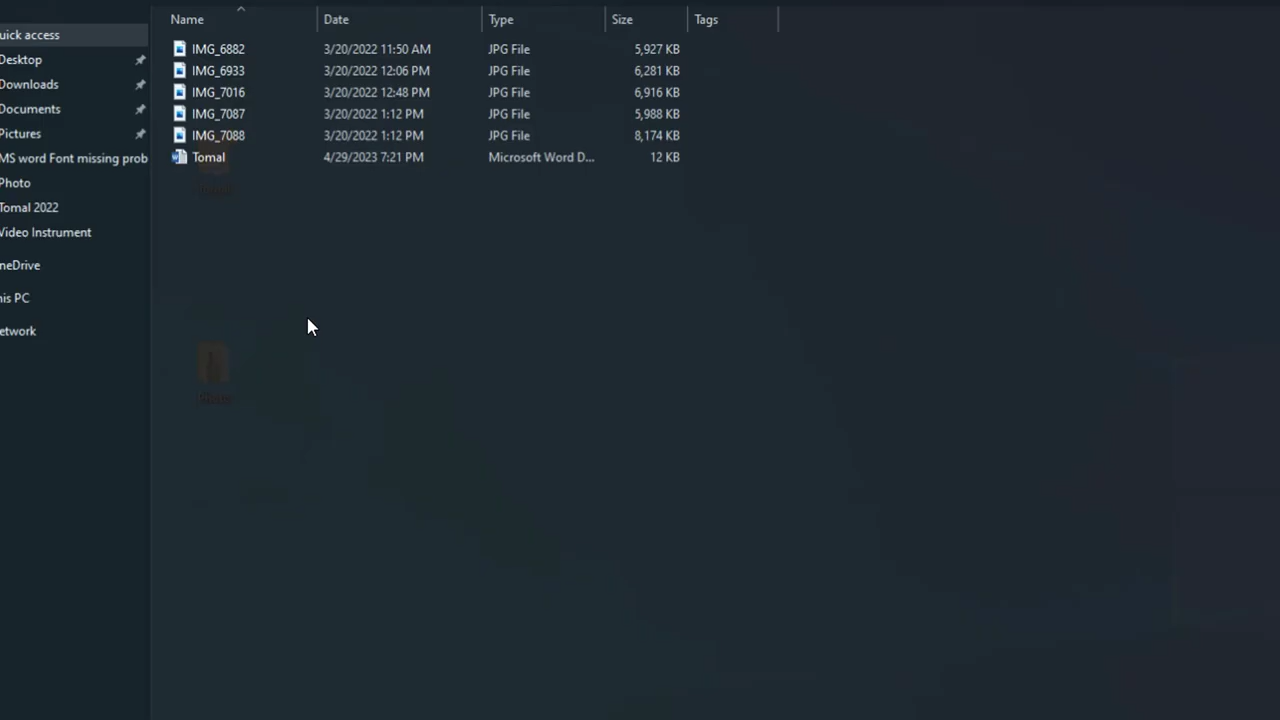 Name Date Type Size Tags
uick access
IMG_6882 3/20/2022 11:50 AM JPG File 5,927 KB
Desktop
IMG_6933 3/20/2022 12:06 PM JPG File 6,281 KB
Downloads
IMG_7016 3/20/2022 12:48 PM JPG File 6,916 KB
Documents
IMG_7087 3/20/2022 1:12 PM JPG File 5,988 KB
Pictures
IMG_7088 3/20/2022 1:12 PM JPG File 8,174 KB
MS word Font missing prob
Tomal 4/29/2023 7:21 PM Microsoft Word D... 12 KB
Photo
Tomal 2022
Video Instrument
neDrive
his PC
etwork